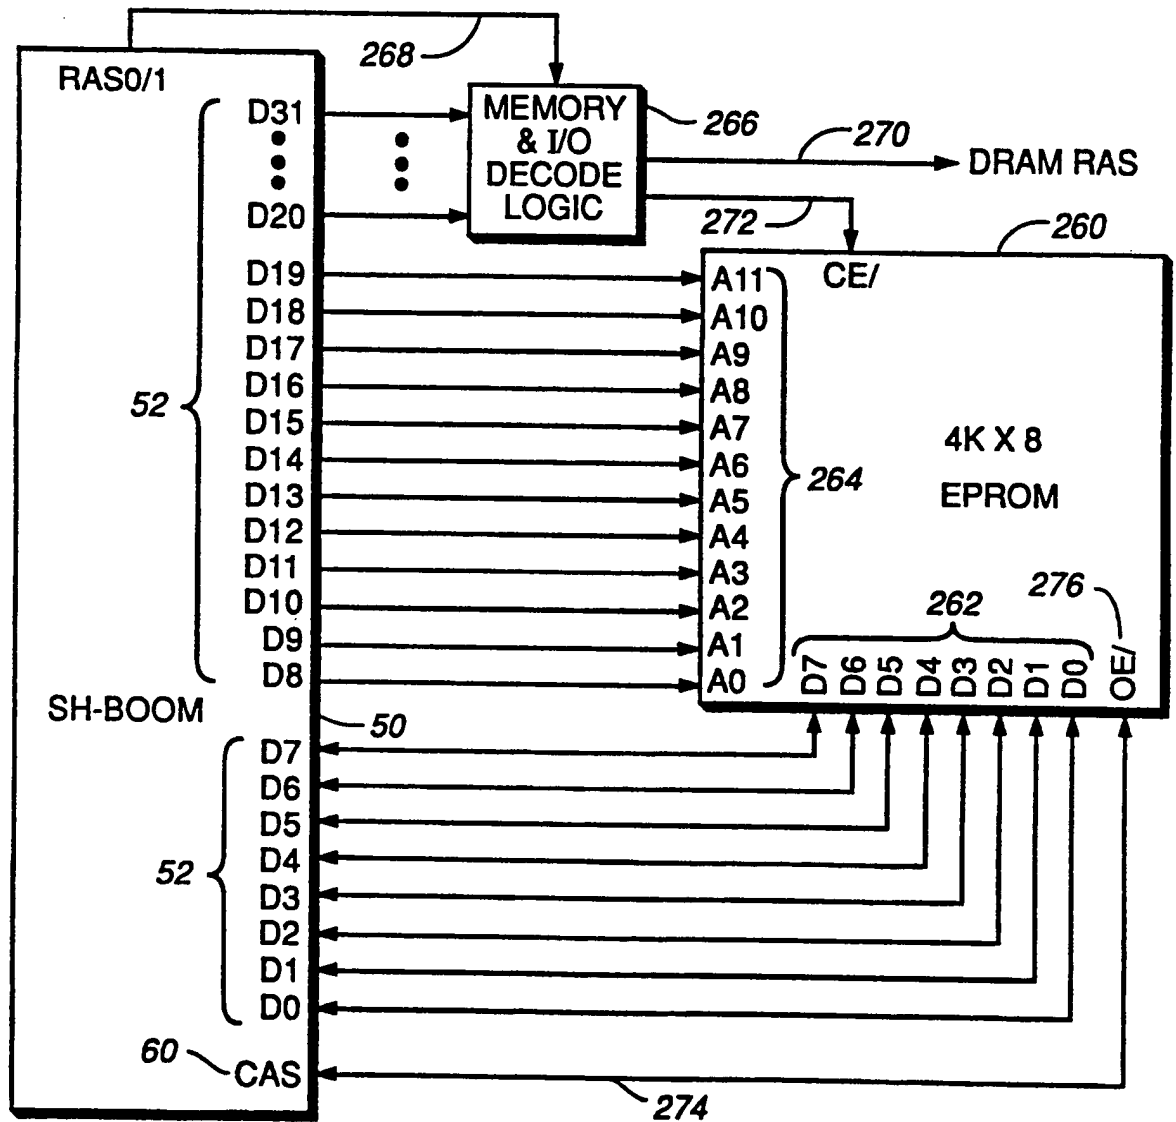 268
RAS0/1
D31
D20
MEMORY
& I/O
DECODE
LOGIC
266
270
DRAM RAS
272
260
52
D19
D18
D17
D16
D15
D14
D13
D12
D11
D10
D9
D8
A11
A10
A9
A8
A7
A6
A5
A4
A3
A2
A1
A0
264
CE/
4K X 8
EPROM
276
262
D7
D6
D5
D4
D3
D2
D1
D0
OE/
SH-BOOM
50
52
D7
D6
D5
D4
D3
D2
D1
D0
60
CAS
274